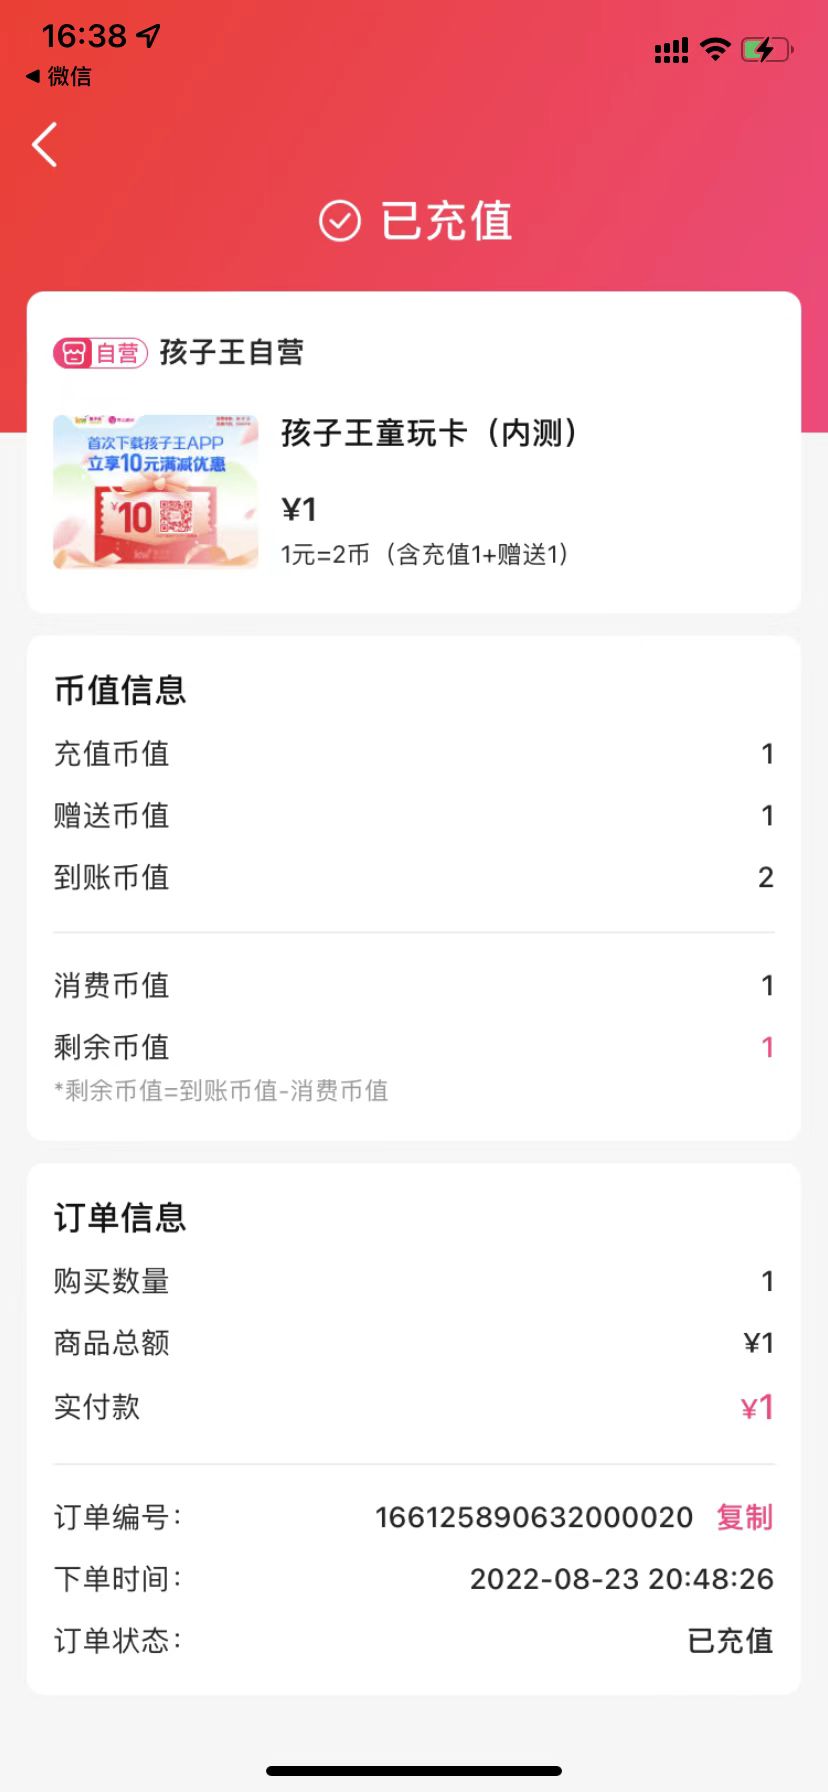 16:38
微信
已充值
自营 孩子王自营
首次下载孩子王APP
立享10元满减优惠
¥10
孩子王童玩卡（内测）
¥1
1元=2币（含充值1+赠送1）
币值信息
充值币值 1
赠送币值 1
到账币值 2
消费币值 1
剩余币值 1
*剩余币值=到账币值-消费币值
订单信息
购买数量 1
商品总额 ¥1
实付款 ¥1
订单编号： 166125890632000020 复制
下单时间： 2022-08-23 20:48:26
订单状态： 已充值